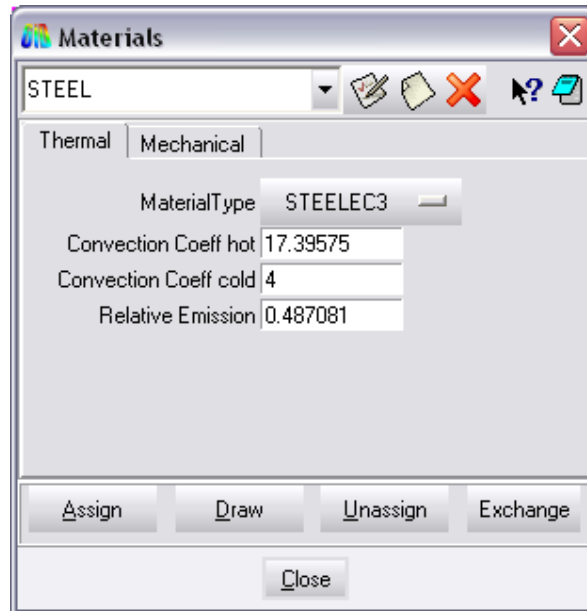 Materials
STEEL
Thermal Mechanical
MaterialType STEELEC3
Convection Coeff hot 17.39575
Convection Coeff cold 4
Relative Emission 0.487081
Assign Draw Unassign Exchange
Close